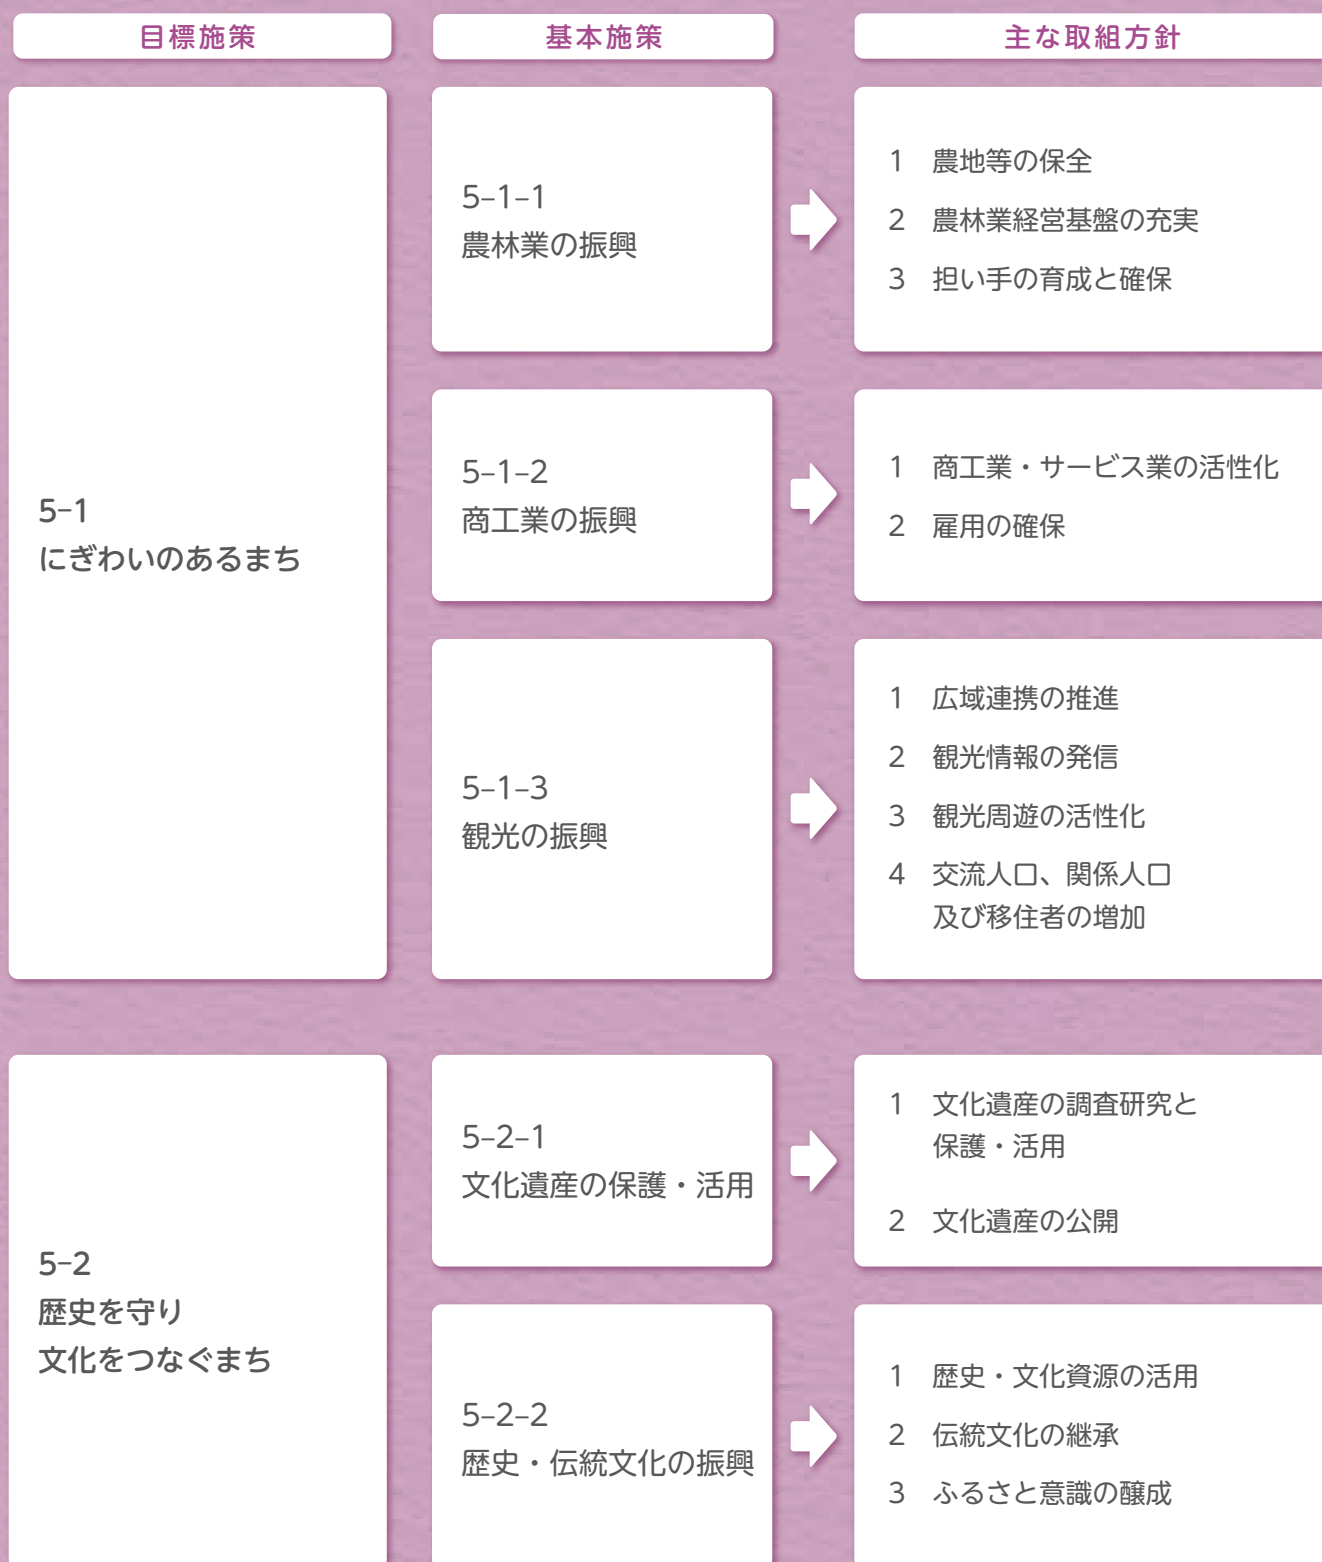 目標施策
基本施策
主な取組方針
5-1
にぎわいのあるまち
5-1-1
農林業の振興
1 農地等の保全
2 農林業経営基盤の充実
3 担い手の育成と確保
5-1-2
商工業の振興
1 商工業・サービス業の活性化
2 雇用の確保
5-1-3
観光の振興
1 広域連携の推進
2 観光情報の発信
3 観光周遊の活性化
4 交流人口、関係人口
及び移住者の増加
5-2
歴史を守り
文化をつなぐまち
5-2-1
文化遺産の保護・活用
1 文化遺産の調査研究と
保護・活用
2 文化遺産の公開
5-2-2
歴史・伝統文化の振興
1 歴史・文化資源の活用
2 伝統文化の継承
3 ふるさと意識の醸成